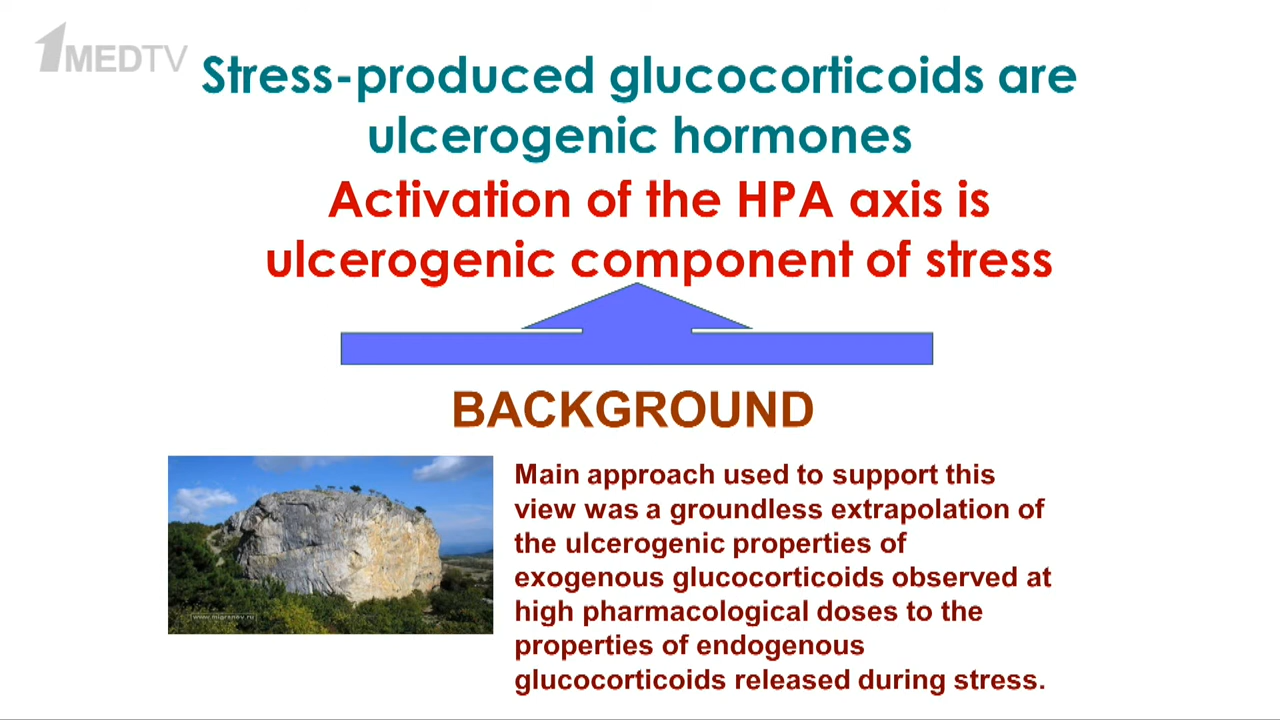 1MEDTV
Stress-produced glucocorticoids are
ulcerogenic hormones
Activation of the HPA axis is
ulcerogenic component of stress
BACKGROUND
Main approach used to support this
view was a groundless extrapolation of
the ulcerogenic properties of
exogenous glucocorticoids observed at
high pharmacological doses to the
properties of endogenous
glucocorticoids released during stress.